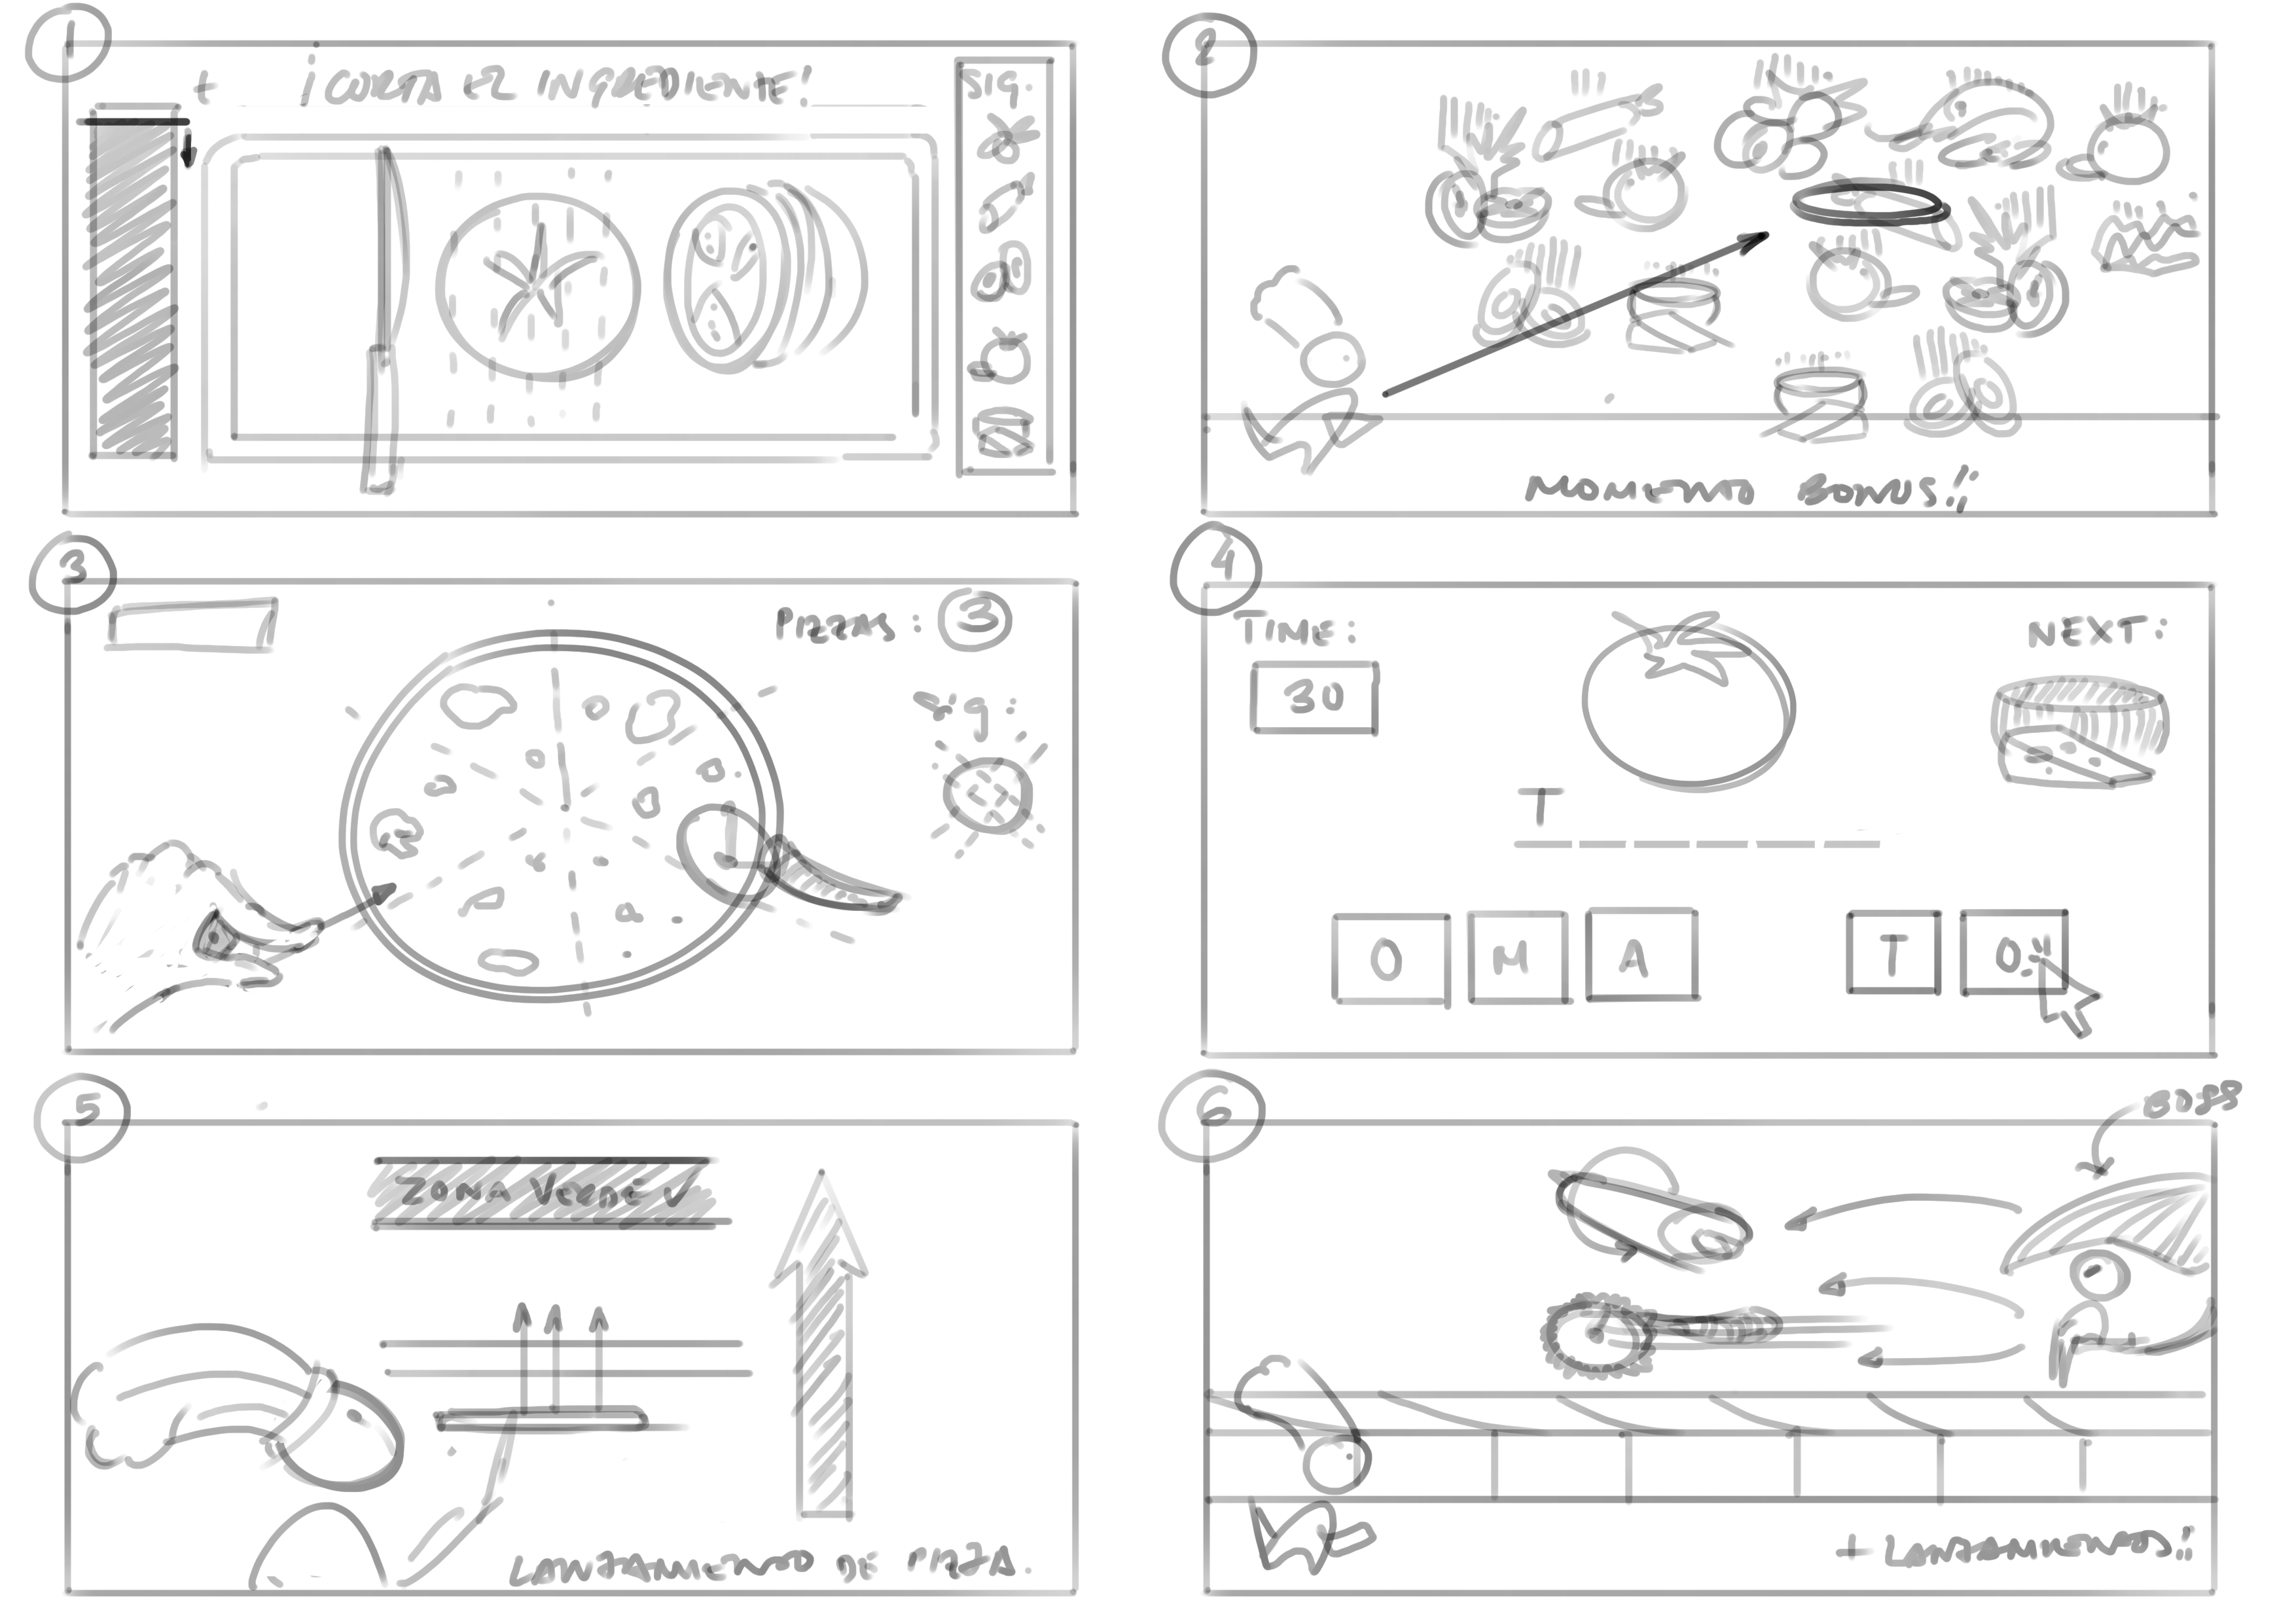 1
t
¡CORTA EL INGREDIENTE!
SIG.
2
MOMENTO BONUS!!
3
PIZZAS: 3
Sig:
4
TIME:
30
NEXT:
T
O M A T O
5
ZONA VERDE
LANZAMIENTO DE PIZZA.
6
BOSS
+ LANZAMIENTOS!!